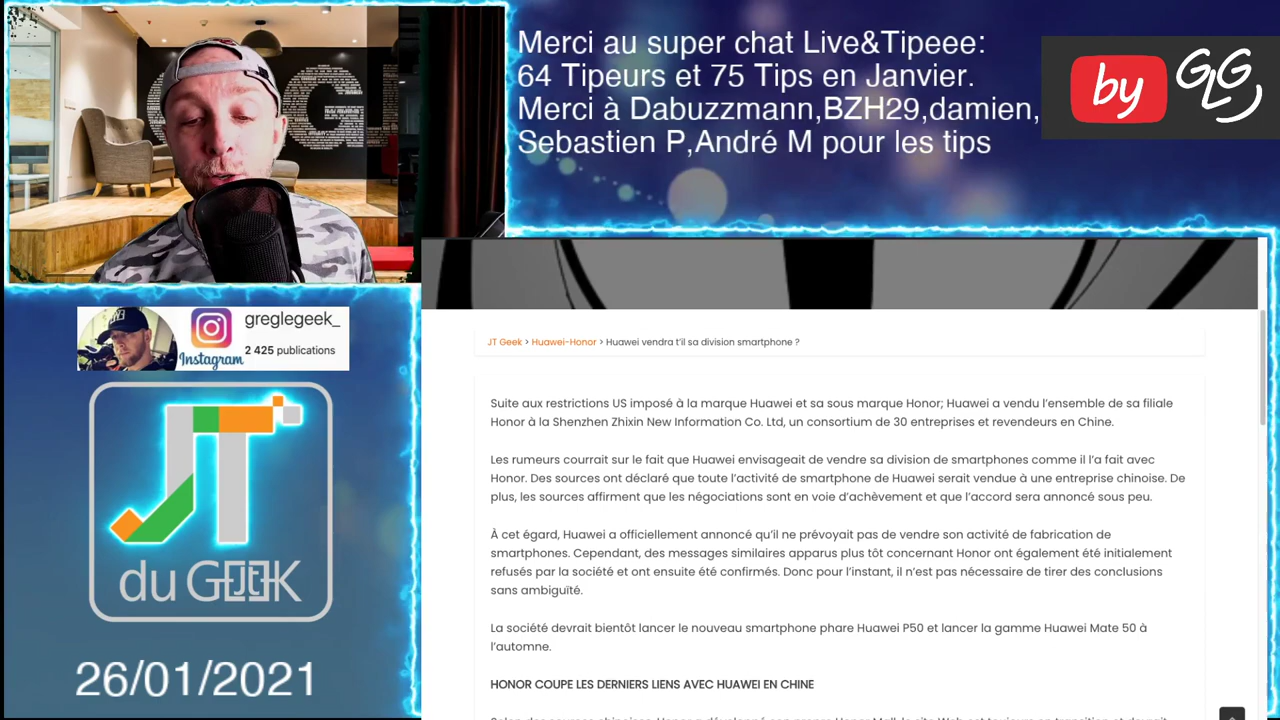 Merci au super chat Live&Tipeee:
64 Tipeurs et 75 Tips en Janvier.
Merci à Dabuzzmann,BZH29,damien,
Sebastien P,Andre M pour les tips
by GLG
greglegeek_
Instagram
2 425 publications
JT
du GEEK
26/01/2021
JT Geek > Huawei-Honor > Huawei vendra t'il sa division smartphone ?
Suite aux restrictions US imposé à la marque Huawei et sa sous marque Honor; Huawei a vendu l'ensemble de sa filiale
Honor à la Shenzhen Zhixin New Information Co. Ltd, un consortium de 30 entreprises et revendeurs en Chine.
Les rumeurs courrait sur le fait que Huawei envisageait de vendre sa division de smartphones comme il l'a fait avec
Honor. Des sources ont déclaré que toute l'activité de smartphone de Huawei serait vendue à une entreprise chinoise. De
plus, les sources affirment que les négociations sont en voie d'achèvement et que l'accord sera annoncé sous peu.
À cet égard, Huawei a officiellement annoncé qu'il ne prévoyait pas de vendre son activité de fabrication de
smartphones. Cependant, des messages similaires apparus plus tôt concernant Honor ont également été initialement
refusés par la société et ont ensuite été confirmés. Donc pour l'instant, il n'est pas nécessaire de tirer des conclusions
sans ambiguïté.
La société devrait bientôt lancer le nouveau smartphone phare Huawei P50 et lancer la gamme Huawei Mate 50 à
l'automne.
HONOR COUPE LES DERNIERS LIENS AVEC HUAWEI EN CHINE